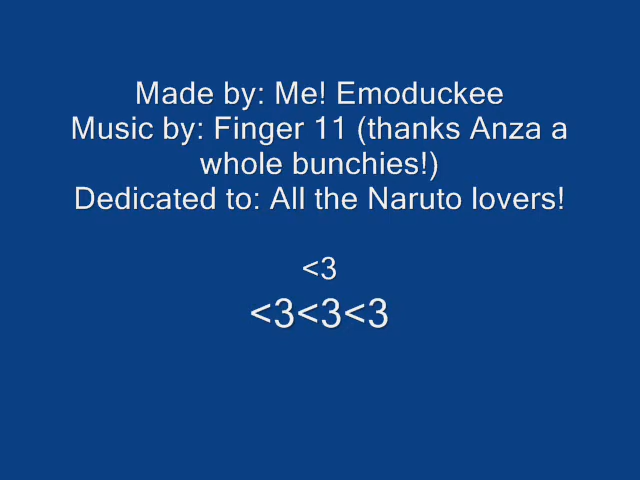 Made by: Me! Emoduckee
Music by: Finger 11 (thanks Anza a
whole bunchies!)
Dedicated to: All the Naruto lovers!
<3
<3<3<3